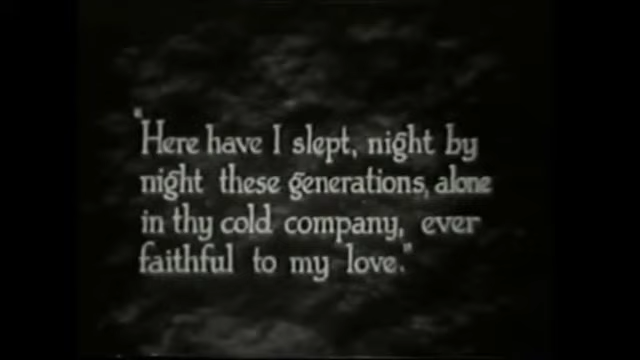 "Here have I slept, night by
night these generations, alone
in thy cold company, ever
faithful to my love."